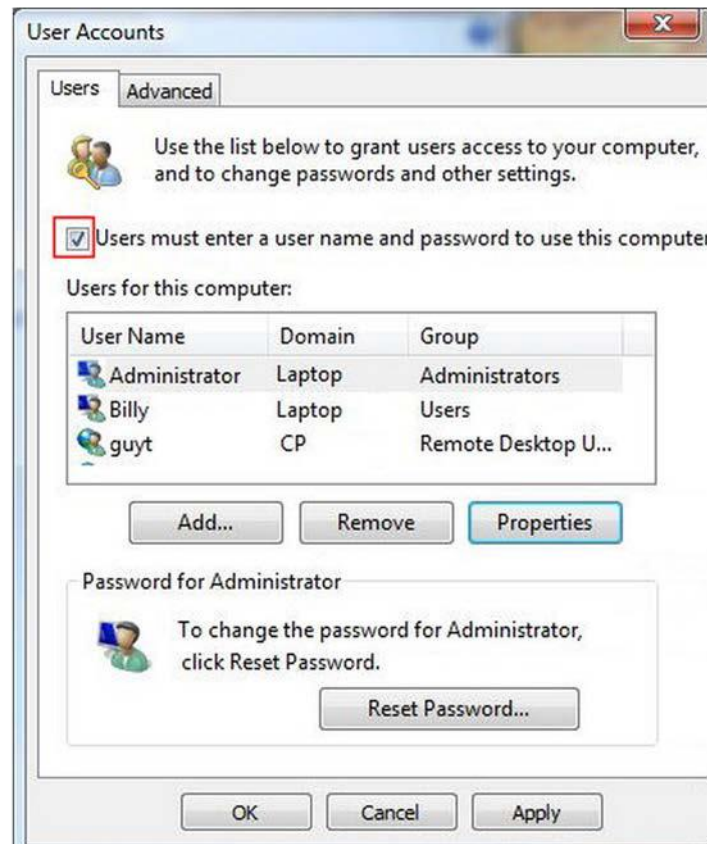 User Accounts
Users
Advanced
Use the list below to grant users access to your computer,
and to change passwords and other settings.
Users must enter a user name and password to use this computer
Users for this computer:
User Name Domain Group
Administrator Laptop Administrators
Billy Laptop Users
guyt CP Remote Desktop U...
Add... Remove Properties
Password for Administrator
To change the password for Administrator,
click Reset Password.
Reset Password...
OK Cancel Apply